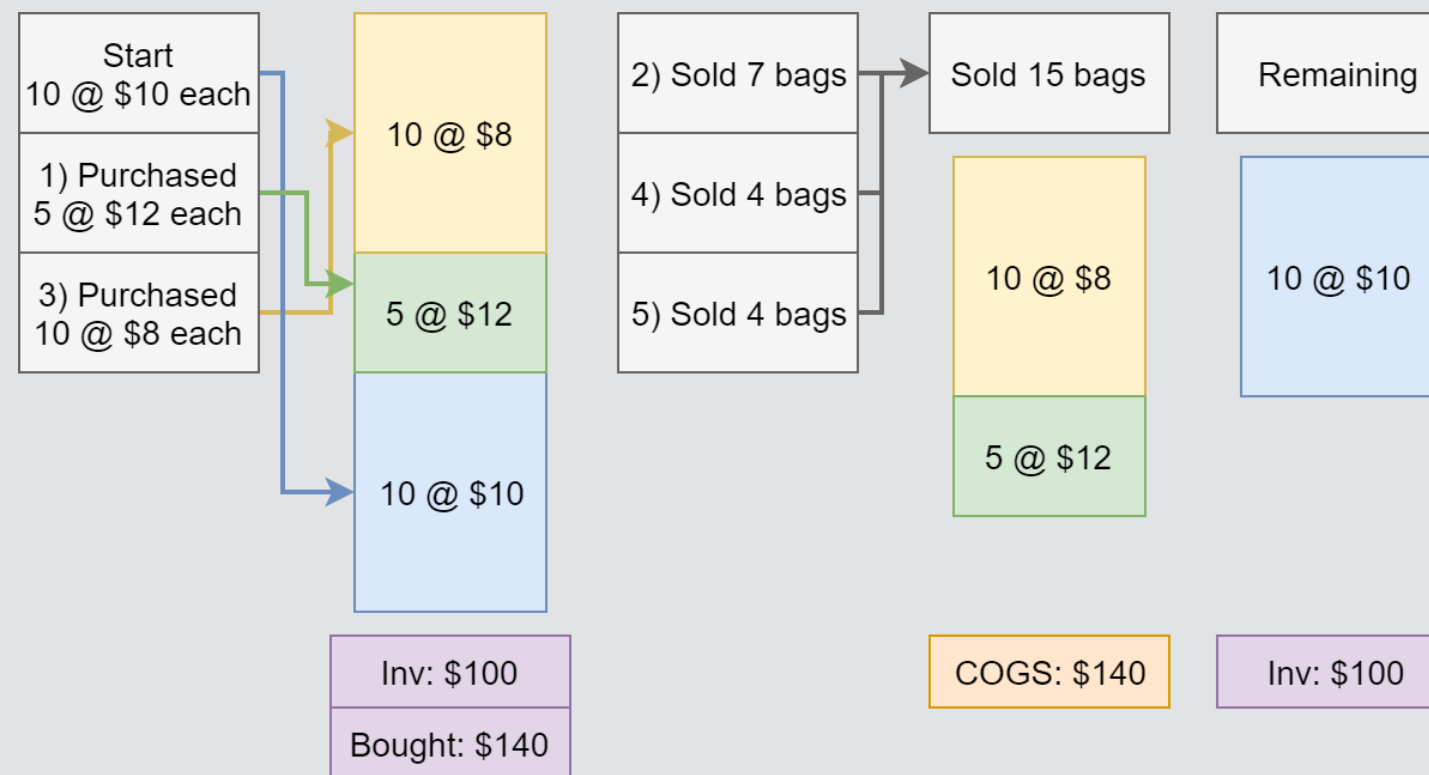 Start
10 @ $10 each
1) Purchased
5 @ $12 each
3) Purchased
10 @ $8 each
10 @ $8
5 @ $12
10 @ $10
Inv: $100
Bought: $140
2) Sold 7 bags
4) Sold 4 bags
5) Sold 4 bags
Sold 15 bags
10 @ $8
5 @ $12
COGS: $140
Remaining
10 @ $10
Inv: $100